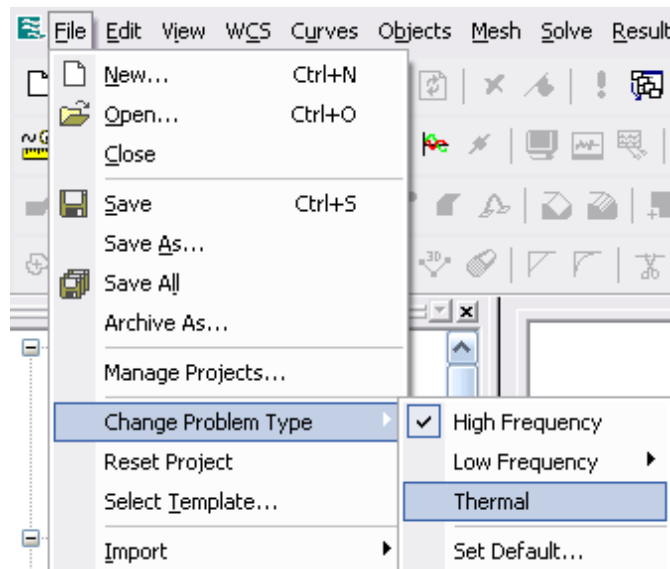 File Edit View WCS Curves Objects Mesh Solve Result
New... Ctrl+N
Open... Ctrl+O
Close
Save Ctrl+S
Save As...
Save All
Archive As...
Manage Projects...
Change Problem Type
High Frequency
Reset Project
Low Frequency
Select Template...
Thermal
Import
Set Default...